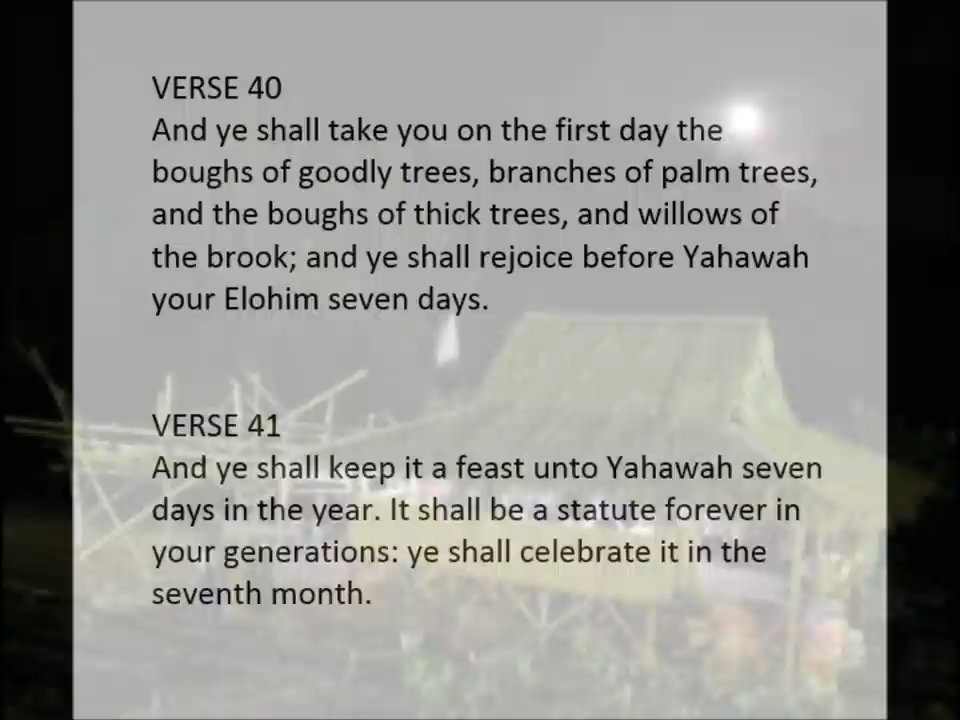 VERSE 40
And ye shall take you on the first day the
boughs of goodly trees, branches of palm trees,
and the boughs of thick trees, and willows of
the brook; and ye shall rejoice before Yahawah
your Elohim seven days.
VERSE 41
And ye shall keep it a feast unto Yahawah seven
days in the year. It shall be a statute forever in
your generations: ye shall celebrate it in the
seventh month.